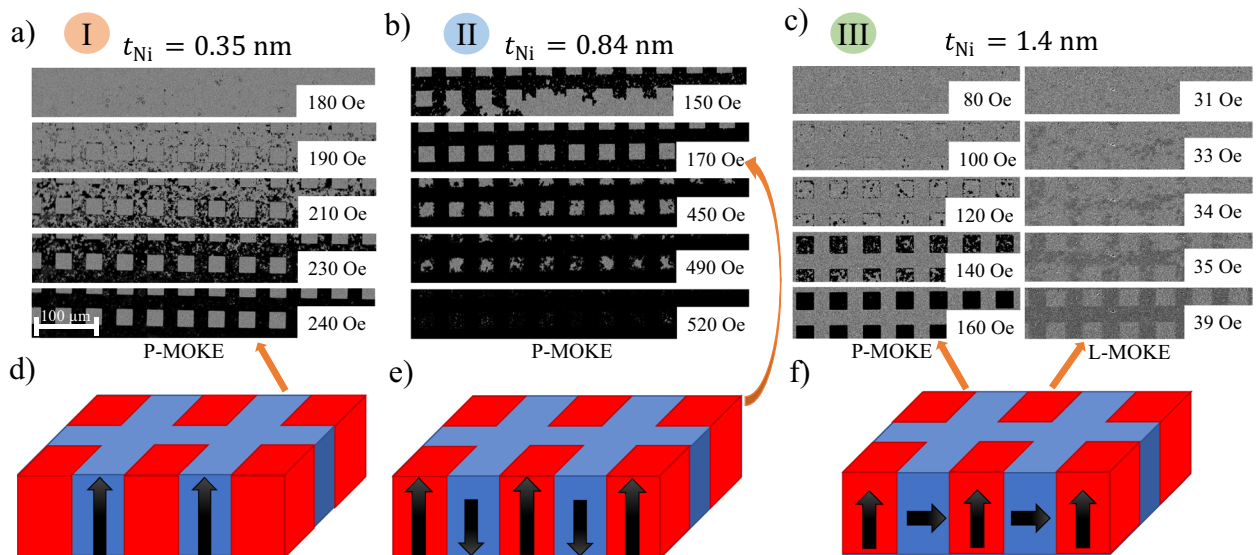 a) I t_Ni = 0.35 nm
180 Oe
190 Oe
210 Oe
230 Oe
240 Oe
100 μm
P-MOKE
b) II t_Ni = 0.84 nm
150 Oe
170 Oe
450 Oe
490 Oe
520 Oe
P-MOKE
c) III t_Ni = 1.4 nm
80 Oe
100 Oe
120 Oe
140 Oe
160 Oe
P-MOKE
31 Oe
33 Oe
34 Oe
35 Oe
39 Oe
L-MOKE
d)
e)
f)